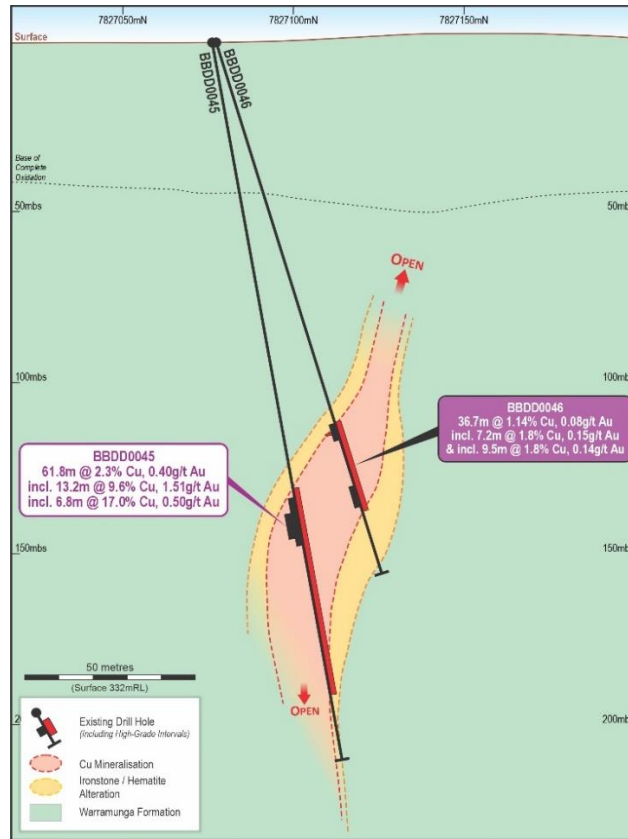 7827050mN
7827100mN
7827150mN
Surface
BBDD0045
BBDD0046
Base of
Complete
Oxidation
50mbs
50mb
OPEN
100mbs
100mb
BBDD0046
36.7m @ 1.14% Cu, 0.08g/t Au
incl. 7.2m @ 1.8% Cu, 0.15g/t Au
& incl. 9.5m @ 1.8% Cu, 0.14g/t Au
BBDD0045
61.8m @ 2.3% Cu, 0.40g/t Au
incl. 13.2m @ 9.6% Cu, 1.51g/t Au
incl. 6.8m @ 17.0% Cu, 0.50g/t Au
150mbs
150mb
50 metres
(Surface 332mRL)
OPEN
200mb
Existing Drill Hole
(including High-Grade Intervals)
Cu Mineralisation
Ironstone / Hematite
Alteration
Warramunga Formation